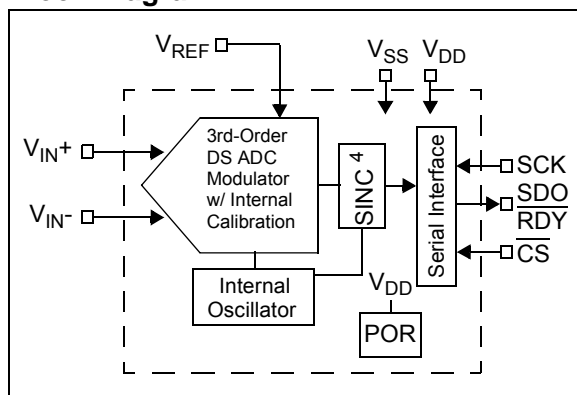 V_REF
V_SS V_DD
V_IN+
V_IN-
3rd-Order
DS ADC
Modulator
w/ Internal
Calibration
SINC 4
Serial Interface
SCK
SDO
RDY
CS
Internal
Oscillator
V_DD
POR